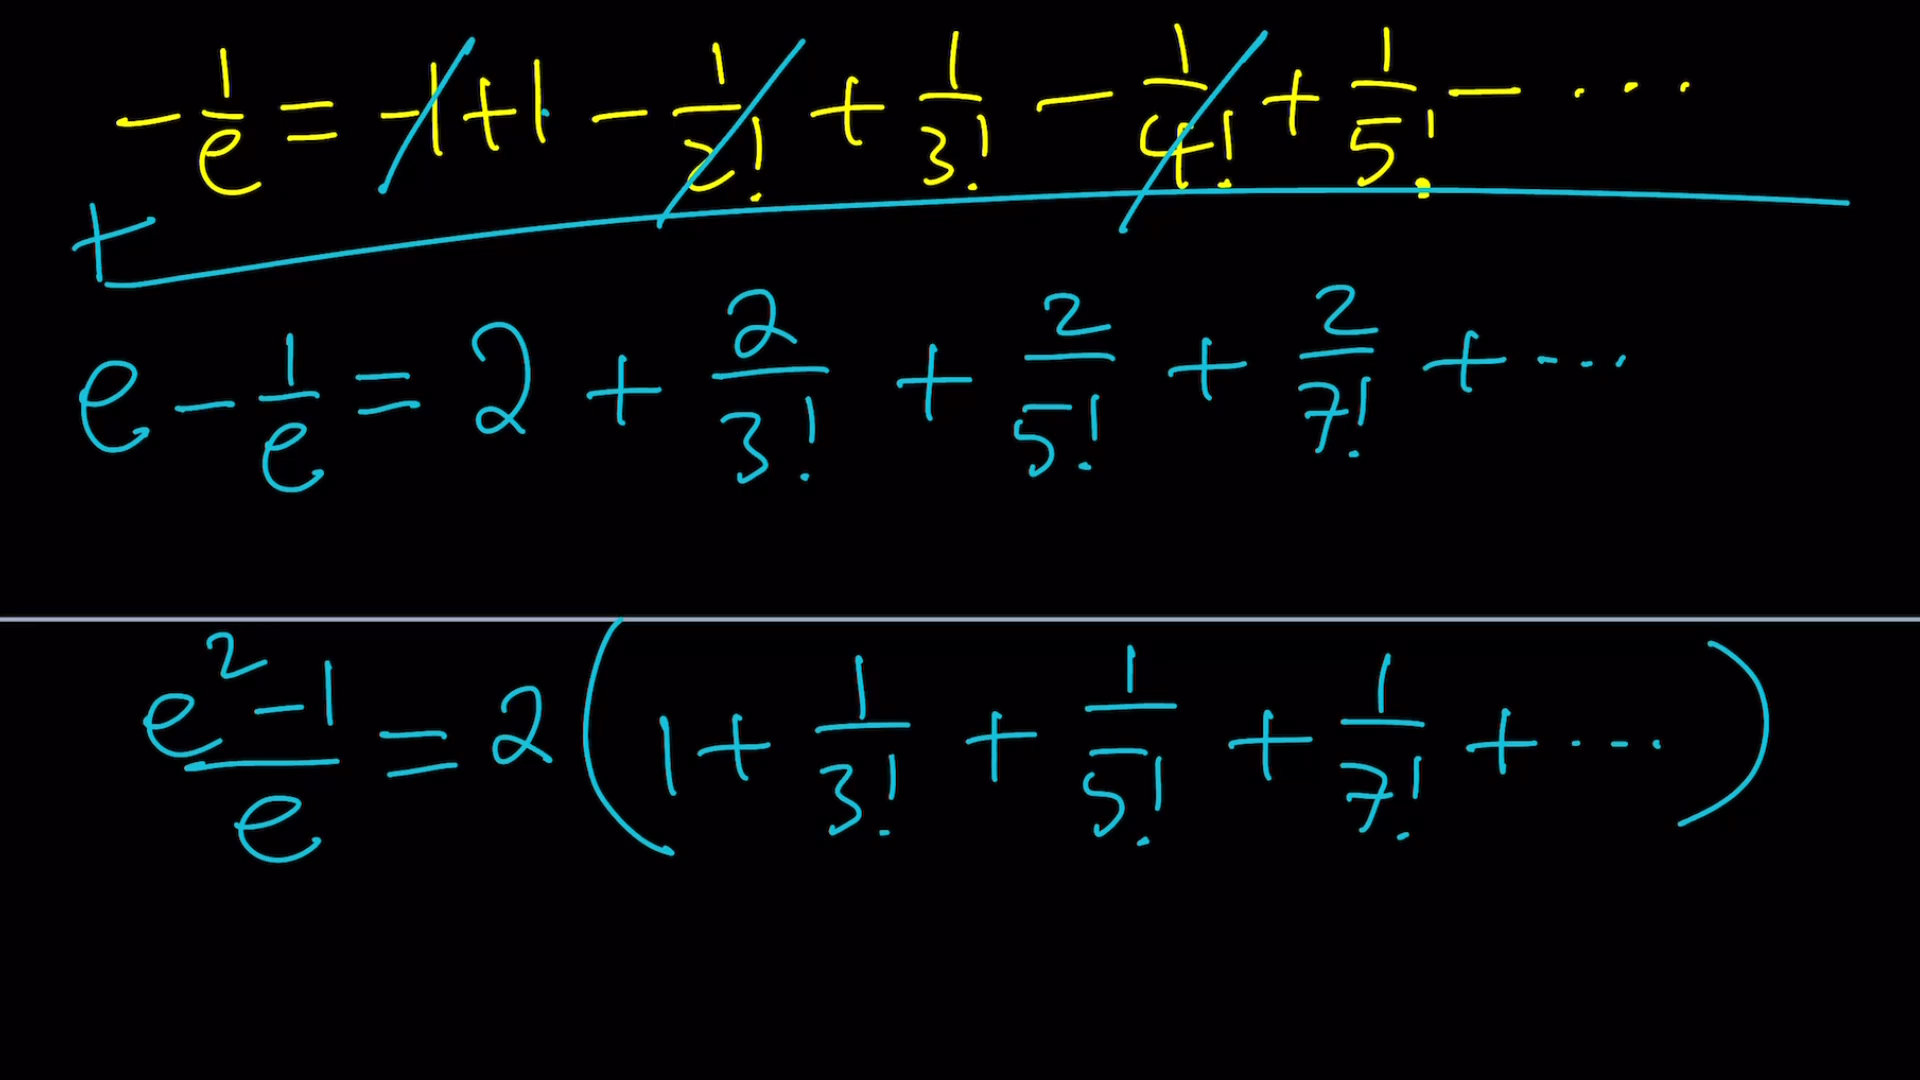 -1/e = -1+1 - 1/2! + 1/3! - 1/4! + 1/5! - ...
+
e - 1/e = 2 + 2/3! + 2/5! + 2/7! + ...
(e²-1)/e = 2(1 + 1/3! + 1/5! + 1/7! + ...)